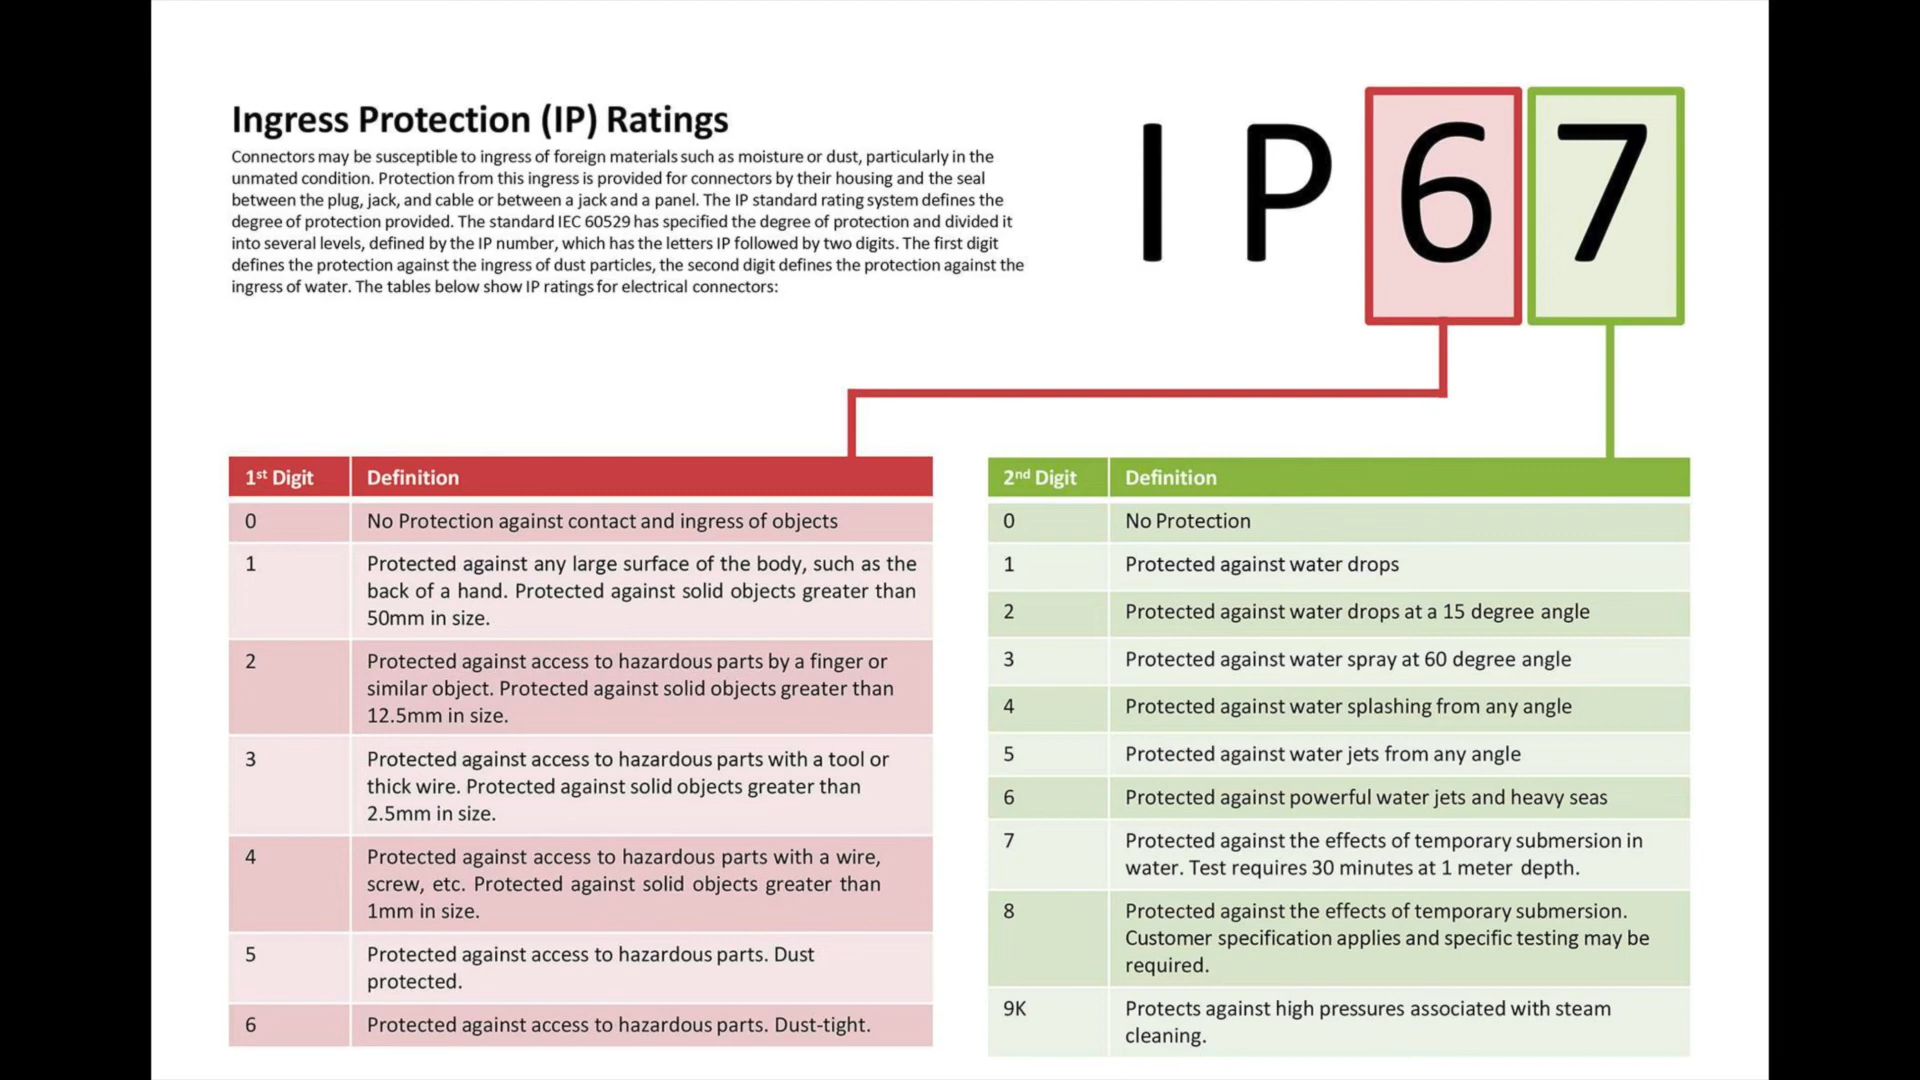 Ingress Protection (IP) Ratings
Connectors may be susceptible to ingress of foreign materials such as moisture or dust, particularly in the
unmated condition. Protection from this ingress is provided for connectors by their housing and the seal
between the plug, jack, and cable or between a jack and a panel. The IP standard rating system defines the
degree of protection provided. The standard IEC 60529 has specified the degree of protection and divided it
into several levels, defined by the IP number, which has the letters IP followed by two digits. The first digit
defines the protection against the ingress of dust particles, the second digit defines the protection against the
ingress of water. The tables below show IP ratings for electrical connectors:
I P 6 7
1st Digit Definition
0 No Protection against contact and ingress of objects
1 Protected against any large surface of the body, such as the
back of a hand. Protected against solid objects greater than
50mm in size.
2 Protected against access to hazardous parts by a finger or
similar object. Protected against solid objects greater than
12.5mm in size.
3 Protected against access to hazardous parts with a tool or
thick wire. Protected against solid objects greater than
2.5mm in size.
4 Protected against access to hazardous parts with a wire,
screw, etc. Protected against solid objects greater than
1mm in size.
5 Protected against access to hazardous parts. Dust
protected.
6 Protected against access to hazardous parts. Dust-tight.
2nd Digit Definition
0 No Protection
1 Protected against water drops
2 Protected against water drops at a 15 degree angle
3 Protected against water spray at 60 degree angle
4 Protected against water splashing from any angle
5 Protected against water jets from any angle
6 Protected against powerful water jets and heavy seas
7 Protected against the effects of temporary submersion in
water. Test requires 30 minutes at 1 meter depth.
8 Protected against the effects of temporary submersion.
Customer specification applies and specific testing may be
required.
9K Protects against high pressures associated with steam
cleaning.